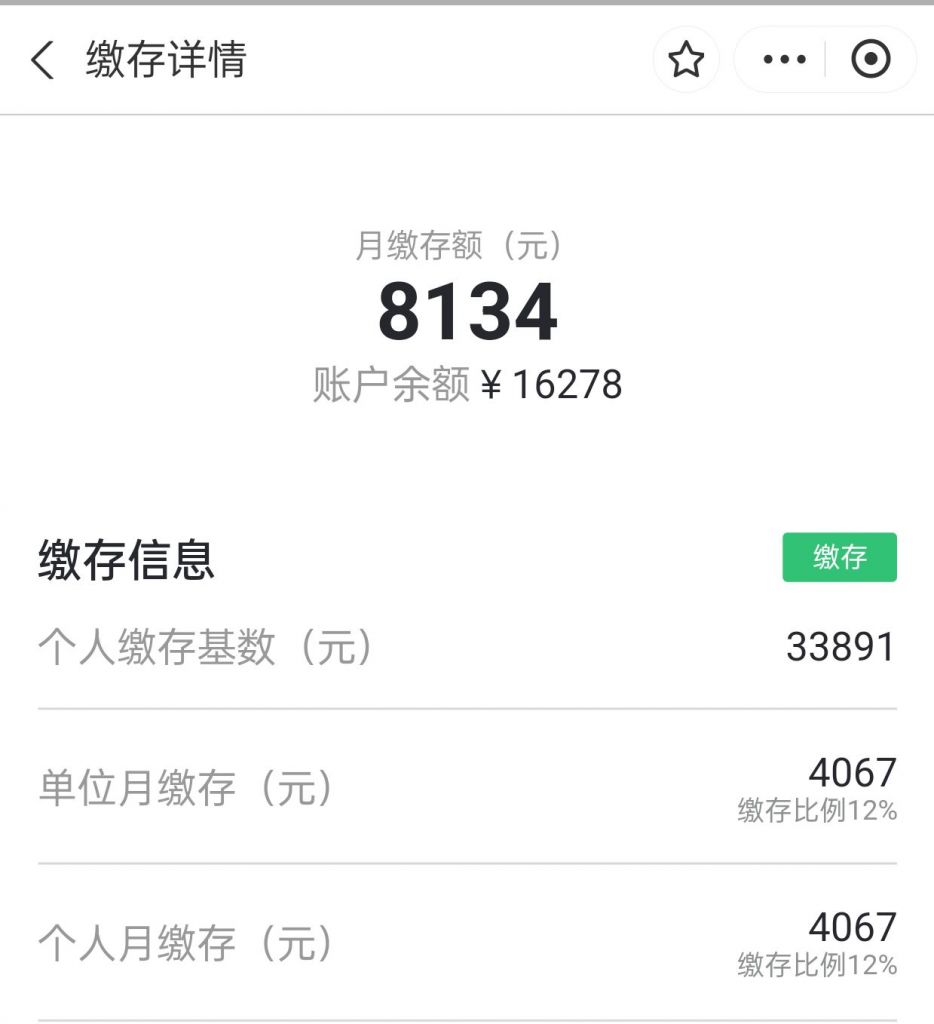 缴存详情
月缴存额（元）
8134
账户余额 ¥ 16278
缴存信息
缴存
个人缴存基数（元）
33891
单位月缴存（元）
4067
缴存比例12%
个人月缴存（元）
4067
缴存比例12%